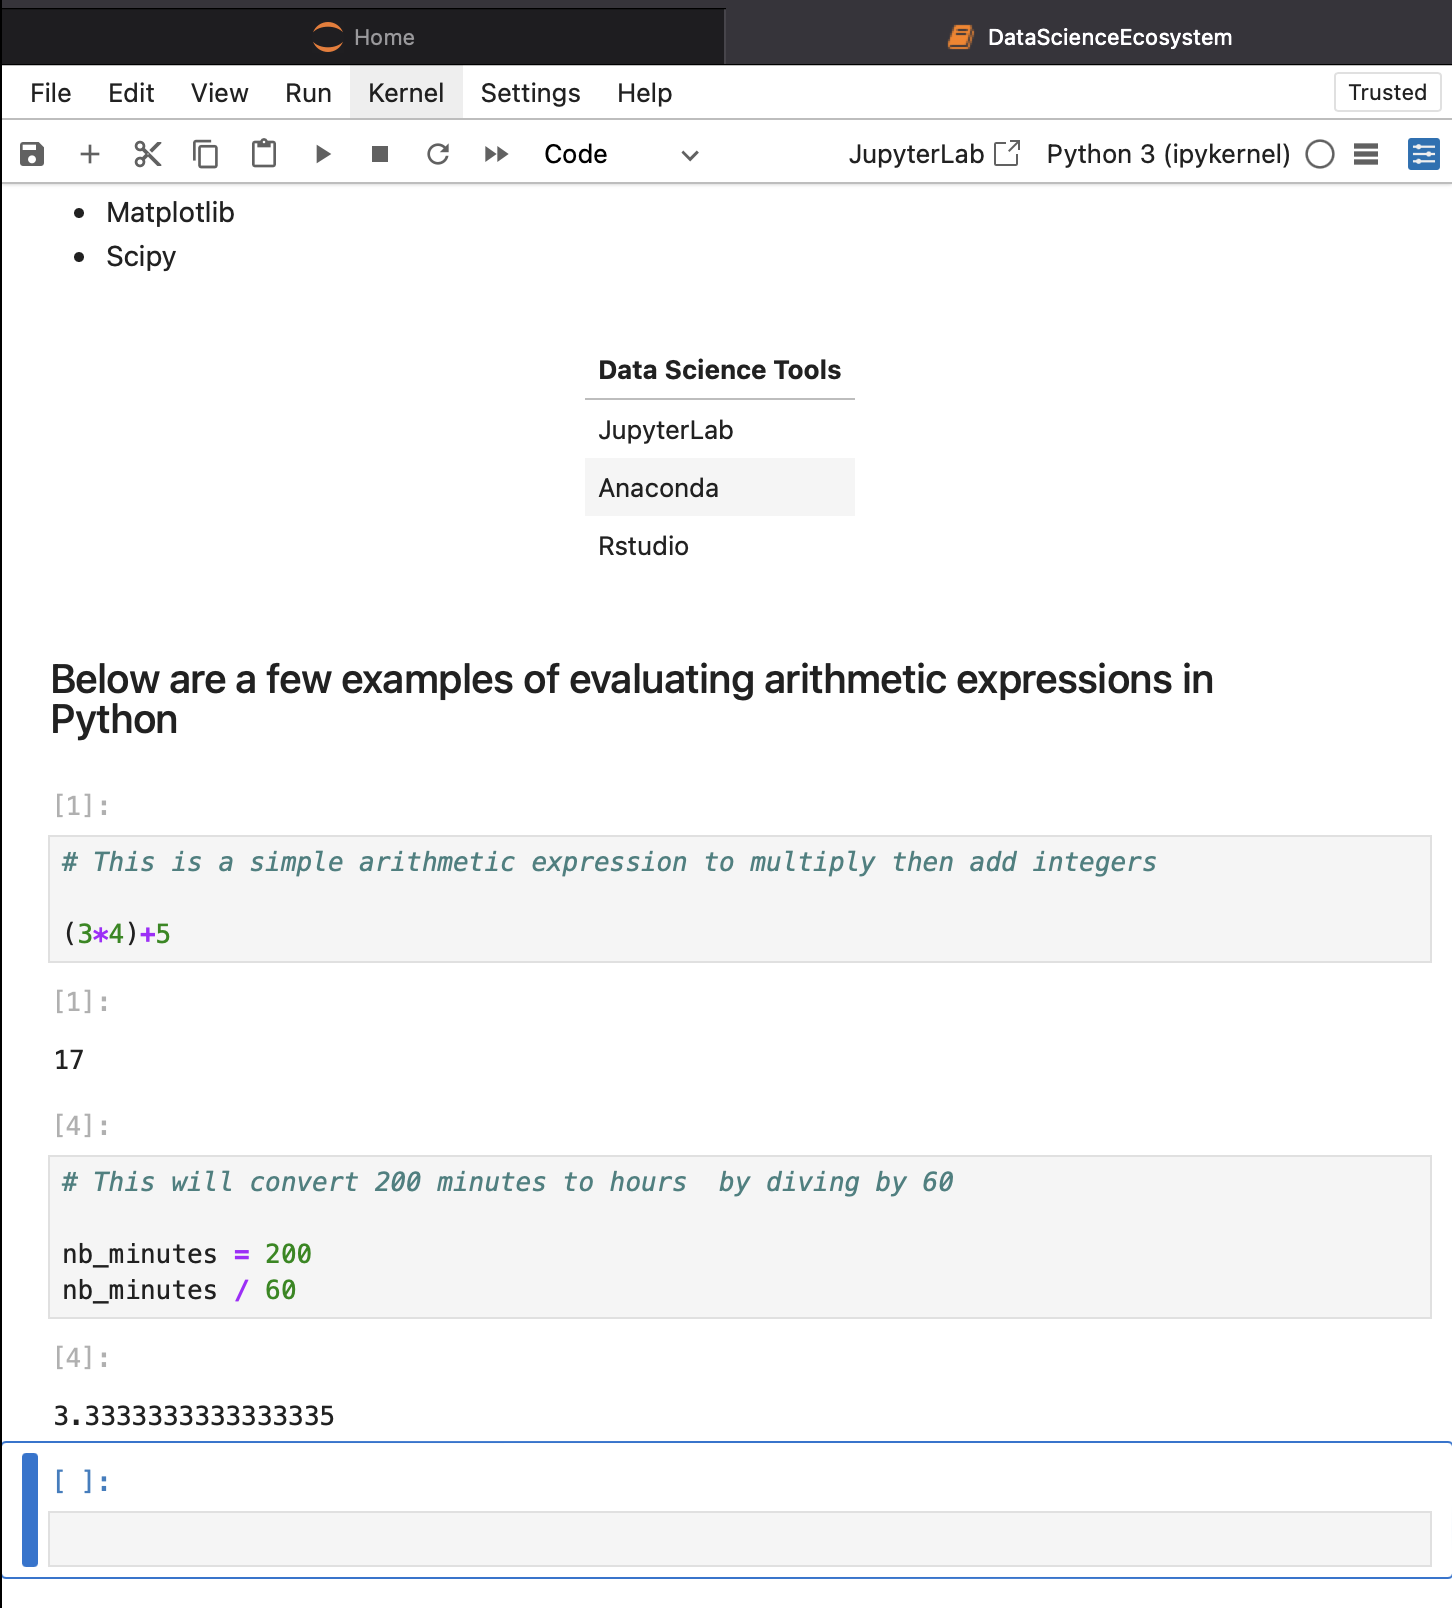 Home
DataScienceEcosystem
File Edit View Run Kernel Settings Help Trusted
Code JupyterLab Python 3 (ipykernel)
• Matplotlib
• Scipy
Data Science Tools
JupyterLab
Anaconda
Rstudio
Below are a few examples of evaluating arithmetic expressions in
Python
[1]:
# This is a simple arithmetic expression to multiply then add integers
(3*4)+5
[1]:
17
[4]:
# This will convert 200 minutes to hours  by diving by 60
nb_minutes = 200
nb_minutes / 60
[4]:
3.3333333333333335
[ ]: